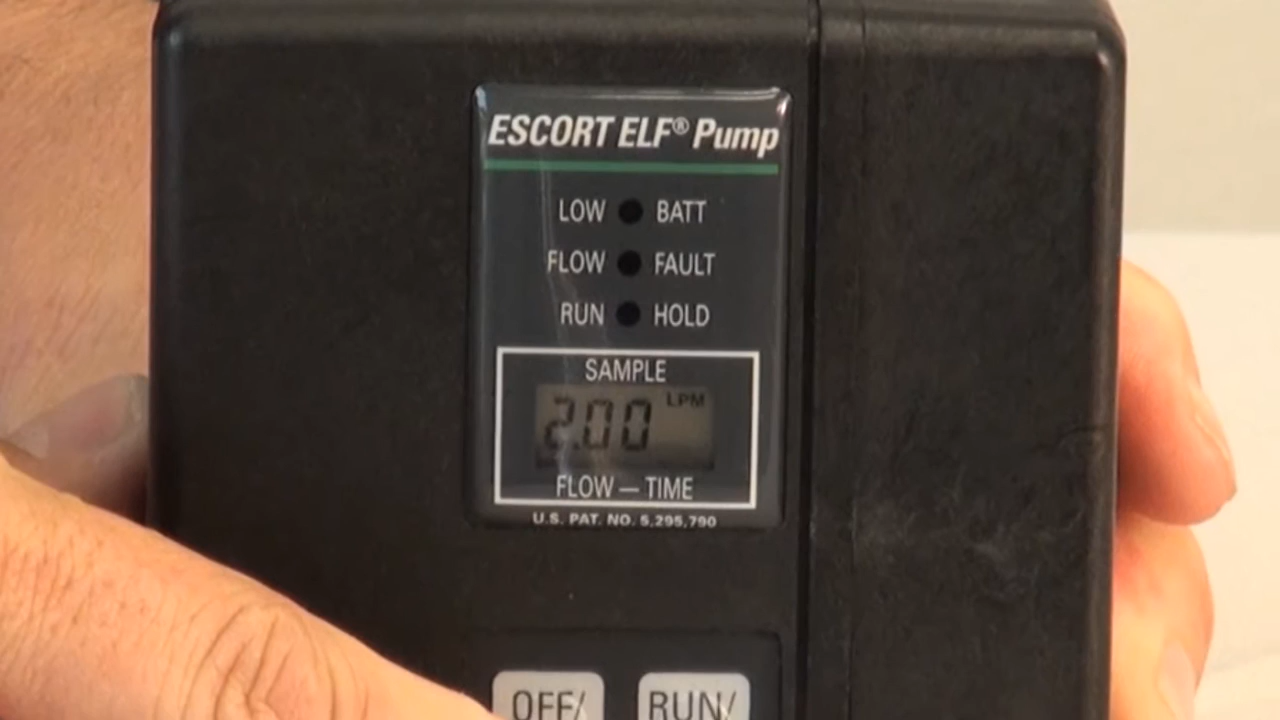 ESCORT ELF® Pump
LOW BATT
FLOW FAULT
RUN HOLD
SAMPLE
2.00 LPM
FLOW — TIME
U.S. PAT. NO. 5,295,790
OFF/ RUN/